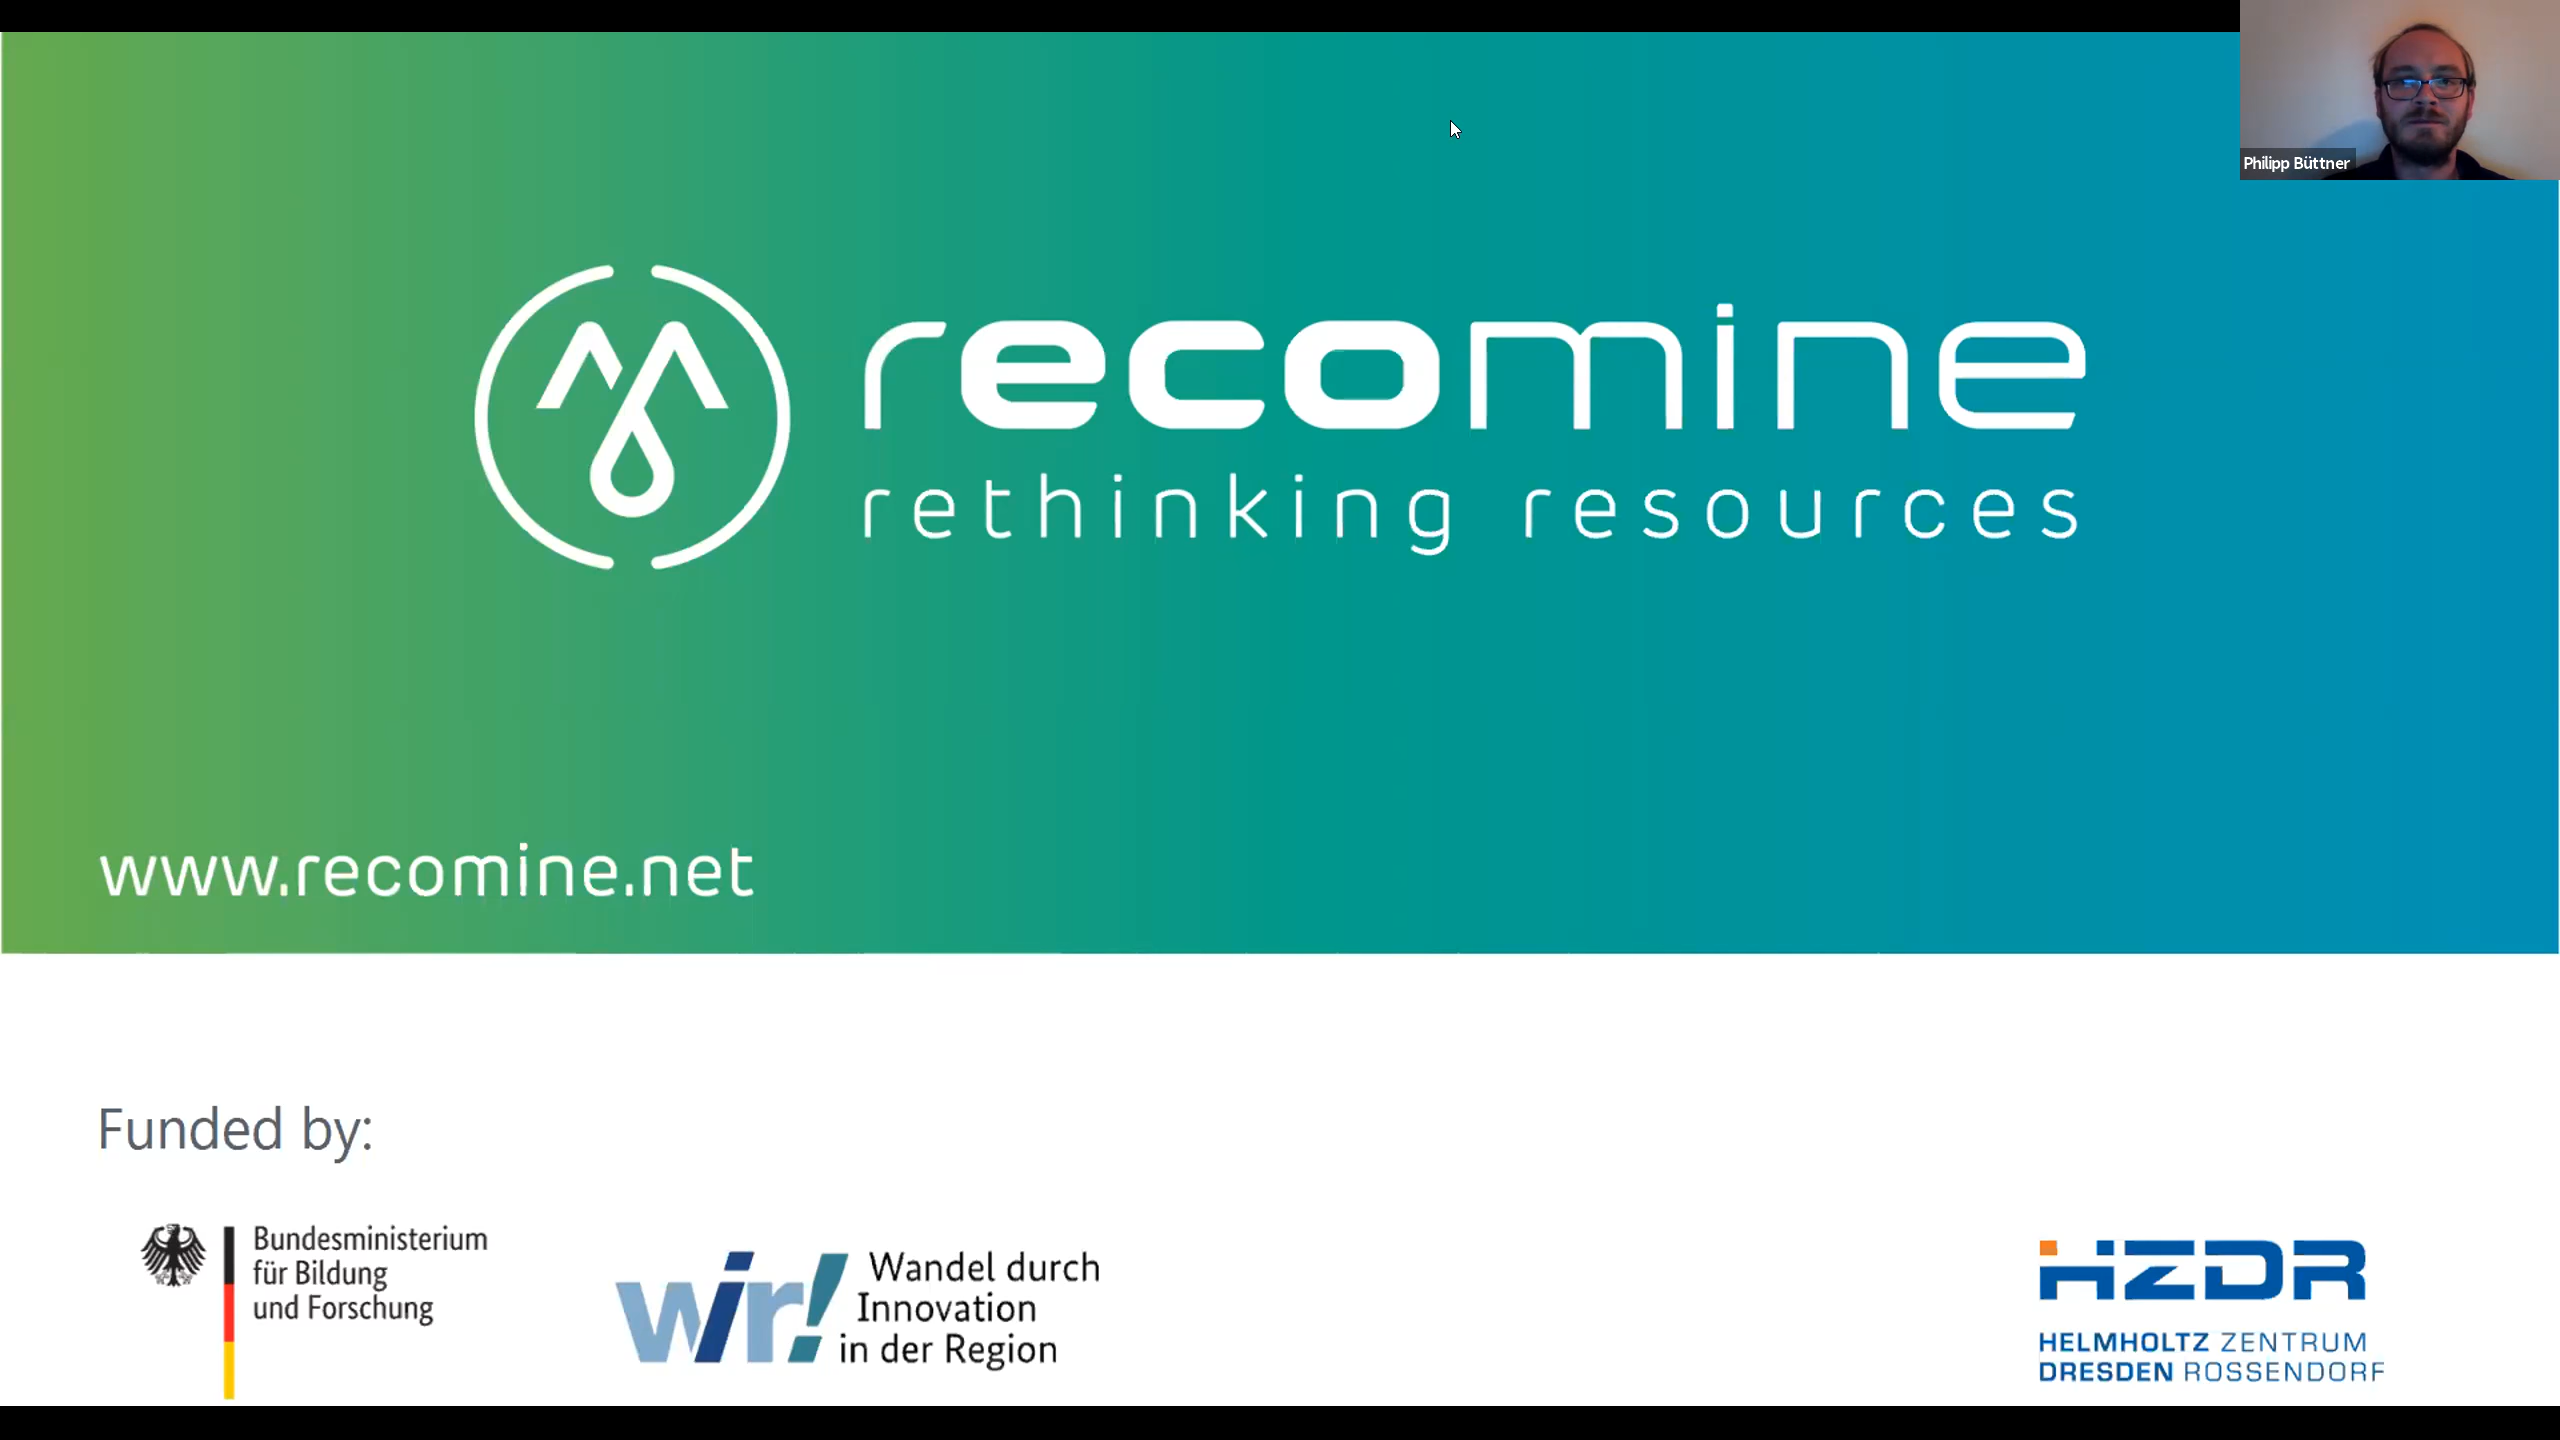 Philipp Büttner
recomine
rethinking resources
www.recomine.net
Funded by:
Bundesministerium
für Bildung
und Forschung
wir!
Wandel durch
Innovation
in der Region
HZDR
HELMHOLTZ ZENTRUM
DRESDEN ROSSENDORF